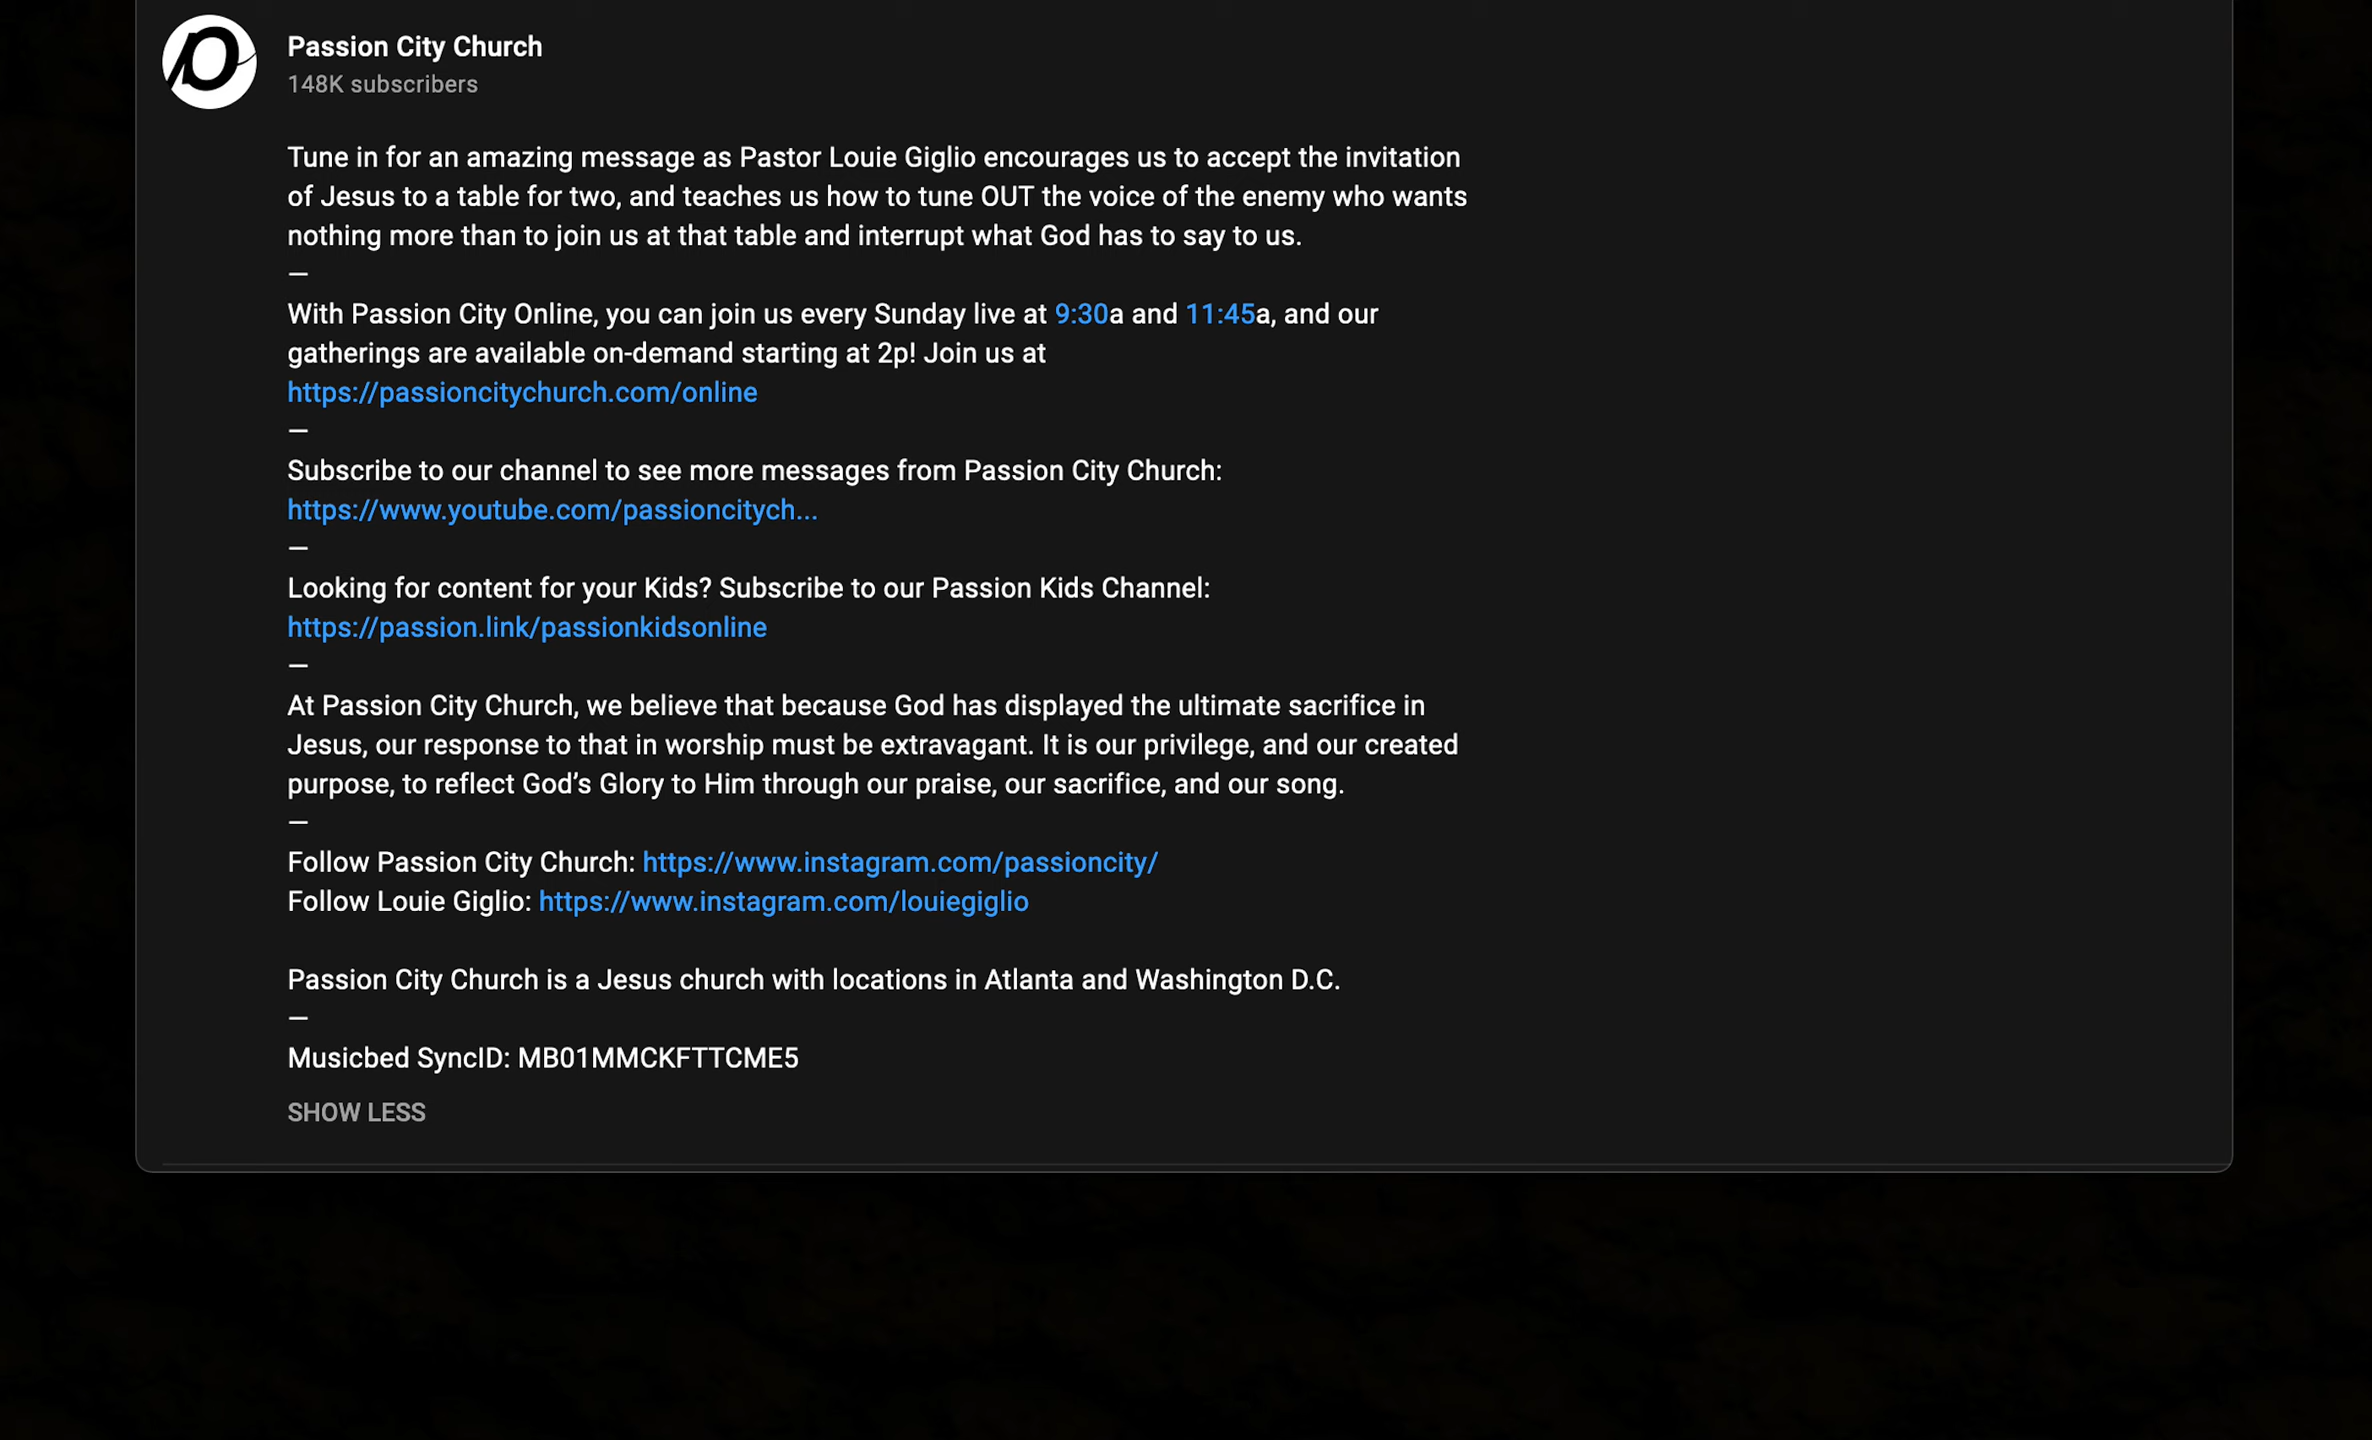 Passion City Church
148K subscribers
Tune in for an amazing message as Pastor Louie Giglio encourages us to accept the invitation
of Jesus to a table for two, and teaches us how to tune OUT the voice of the enemy who wants
nothing more than to join us at that table and interrupt what God has to say to us.
—
With Passion City Online, you can join us every Sunday live at 9:30a and 11:45a, and our
gatherings are available on-demand starting at 2p! Join us at
https://passioncitychurch.com/online
—
Subscribe to our channel to see more messages from Passion City Church:
https://www.youtube.com/passioncitych...
—
Looking for content for your Kids? Subscribe to our Passion Kids Channel:
https://passion.link/passionkidsonline
—
At Passion City Church, we believe that because God has displayed the ultimate sacrifice in
Jesus, our response to that in worship must be extravagant. It is our privilege, and our created
purpose, to reflect God’s Glory to Him through our praise, our sacrifice, and our song.
—
Follow Passion City Church: https://www.instagram.com/passioncity/
Follow Louie Giglio: https://www.instagram.com/louiegiglio
Passion City Church is a Jesus church with locations in Atlanta and Washington D.C.
—
Musicbed SyncID: MB01MMCKFTTCME5
SHOW LESS